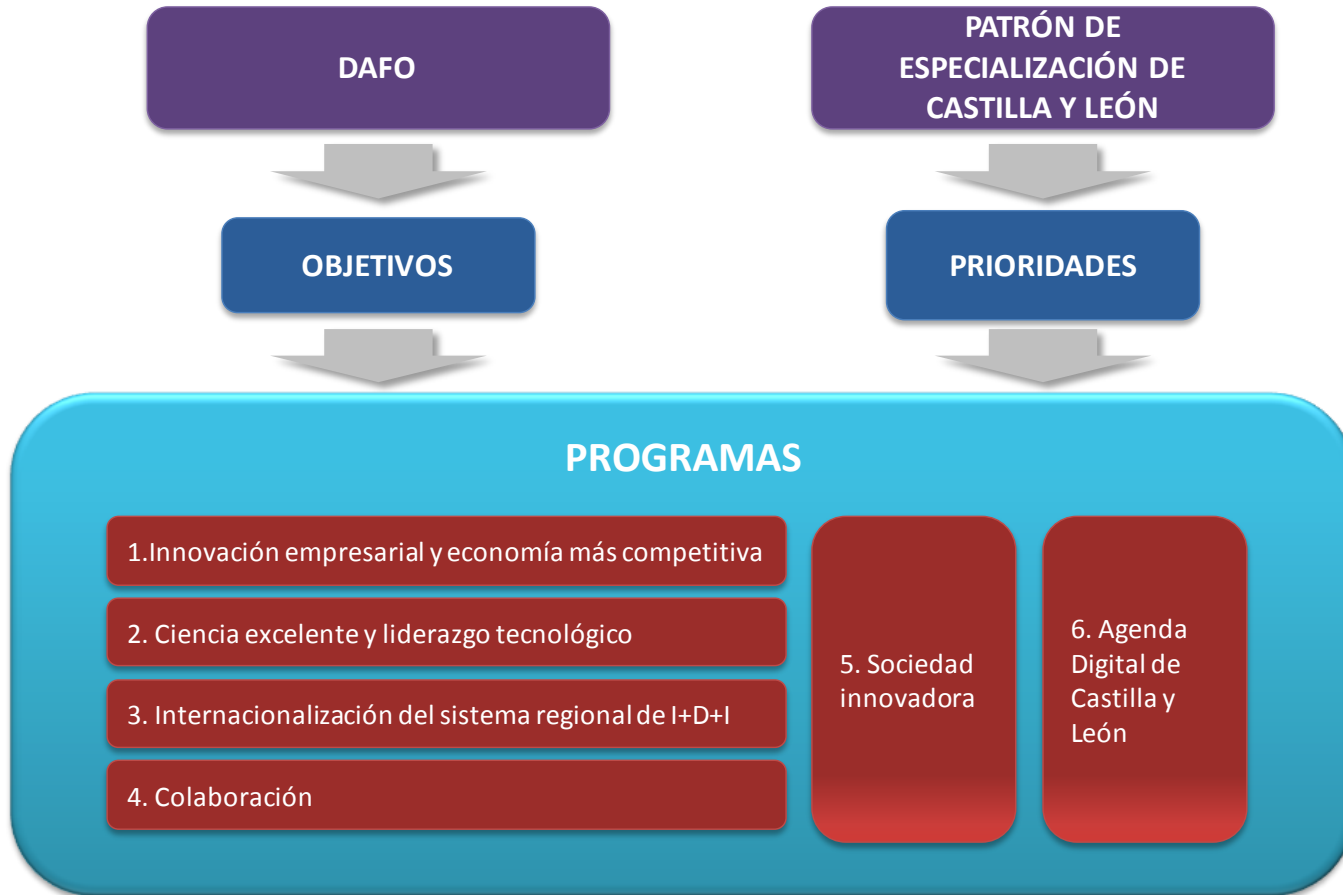 DAFO
PATRÓN DE
ESPECIALIZACIÓN DE
CASTILLA Y LEÓN
OBJETIVOS
PRIORIDADES
PROGRAMAS
1.Innovación empresarial y economía más competitiva
2. Ciencia excelente y liderazgo tecnológico
3. Internacionalización del sistema regional de I+D+I
4. Colaboración
5. Sociedad
innovadora
6. Agenda
Digital de
Castilla y
León